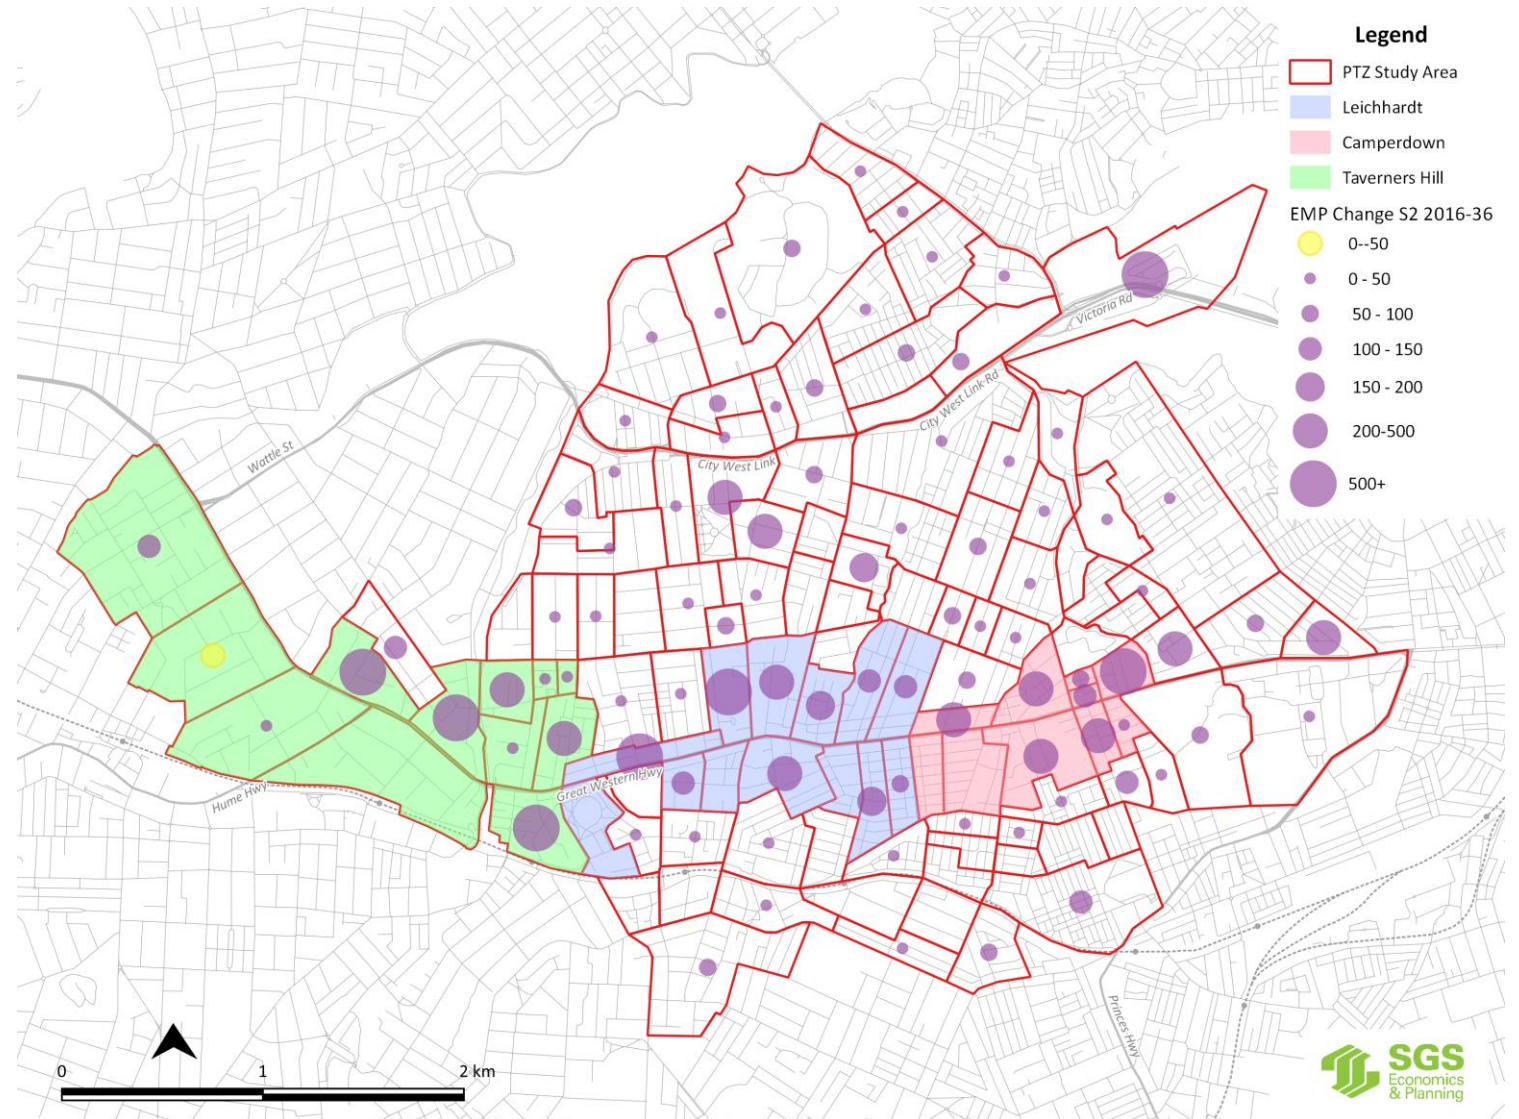 Legend
PTZ Study Area
Leichhardt
Camperdown
Taverners Hill
EMP Change S2 2016-36
0--50
0 - 50
50 - 100
100 - 150
150 - 200
200-500
500+
Victoria Rd
City West Link Rd
Wattle St
City West Link
Great Western Hwy
Hume Hwy
Princes Hwy
0 1 2 km
SGS
Economics
& Planning